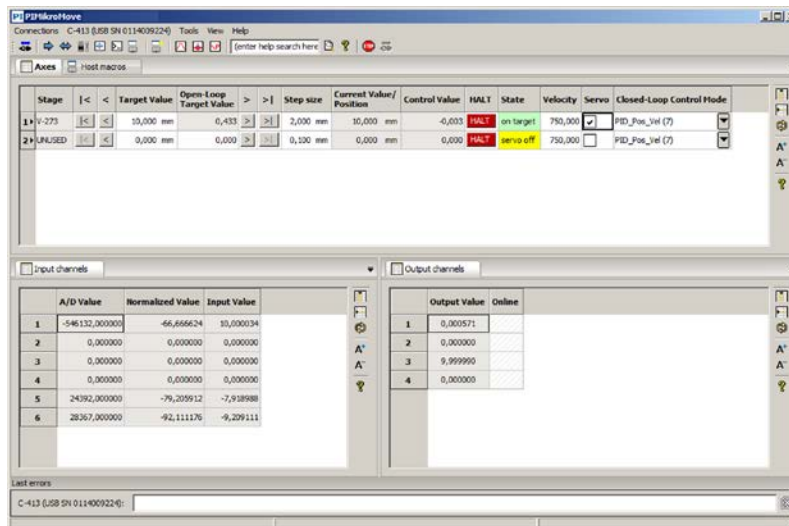 PIMikroMove
Connections C-413 (USB SN 0114009224) Tools View Help
(enter help search here)
Axes Host macros
Stage |< < Target Value Open-Loop Target Value > >| Step size Current Value/ Position Control Value HALT State Velocity Servo Closed-Loop Control Mode
1 V-273 |< < 10,000 mm 0,433 > >| 2,000 mm 10,000 mm -0,003 HALT on target 750,000 PID_Pos_Vel (7)
2 UNUSED |< < 0,000 mm 0,000 > >| 0,100 mm 0,000 mm 0,000 HALT servo off 750,000 PID_Pos_Vel (7)
Input channels
A/D Value Normalized Value Input Value
1 -546132,000000 -66,666624 10,000034
2 0,000000 0,000000 0,000000
3 0,000000 0,000000 0,000000
4 0,000000 0,000000 0,000000
5 24392,000000 -79,205912 -7,918988
6 28367,000000 -92,111176 -9,209111
Output channels
Output Value Online
1 0,000571
2 0,000000
3 9,999990
4 0,000000
Last errors
C-413 (USB SN 0114009224):